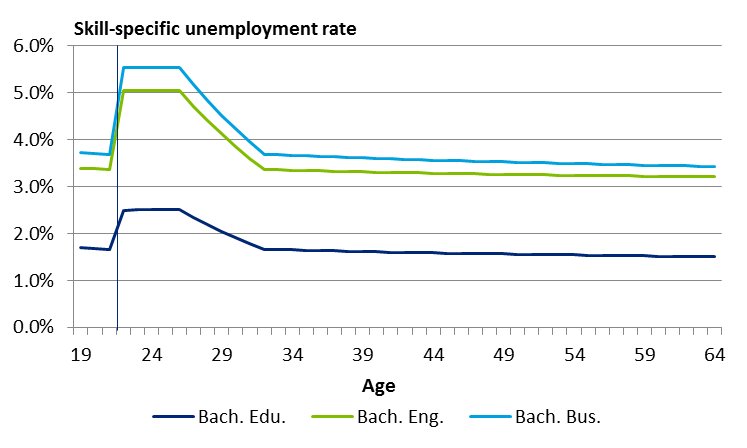 Skill-specific unemployment rate
6.0%
5.0%
4.0%
3.0%
2.0%
1.0%
0.0%
19 24 29 34 39 44 49 54 59 64
Age
Bach. Edu. Bach. Eng. Bach. Bus.